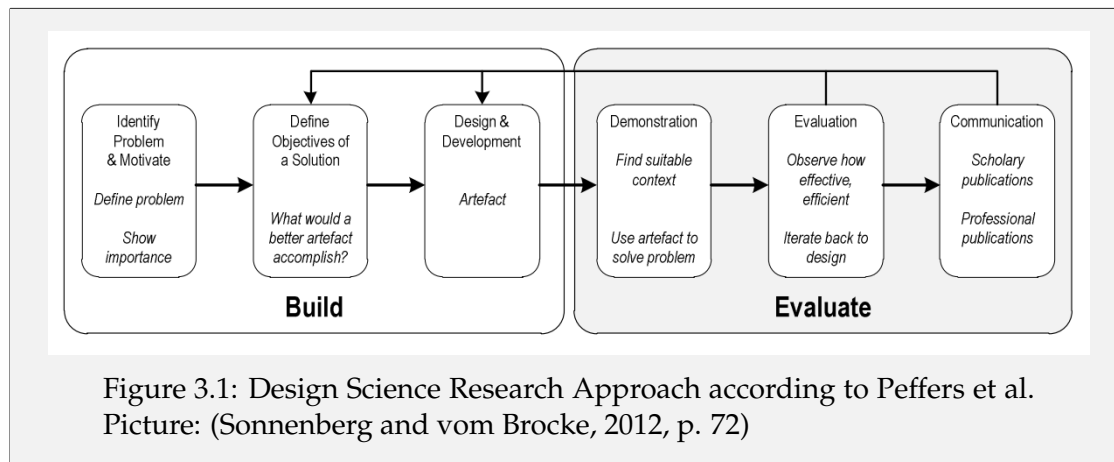 Identify
Problem
& Motivate
Define problem
Show
importance
Define
Objectives of
a Solution
What would a
better artefact
accomplish?
Design &
Development
Artefact
Build
Demonstration
Find suitable
context
Use artefact to
solve problem
Evaluation
Observe how
effective,
efficient
Iterate back to
design
Communication
Scholary
publications
Professional
publications
Evaluate
Figure 3.1: Design Science Research Approach according to Peffers et al.
Picture: (Sonnenberg and vom Brocke, 2012, p. 72)